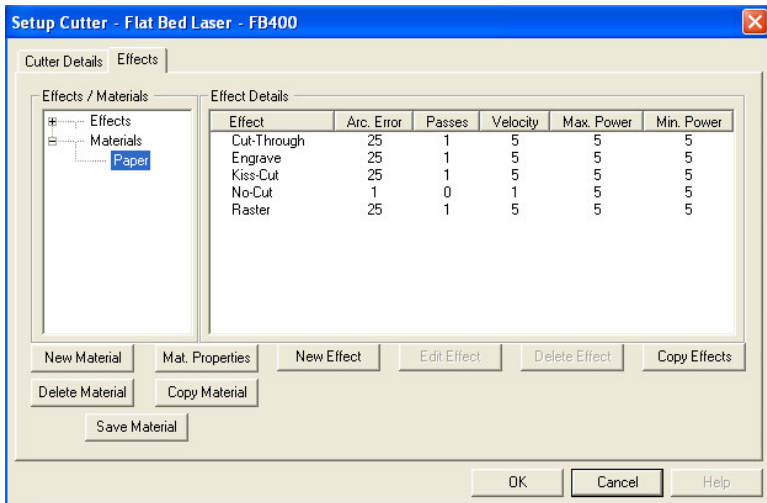 Setup Cutter - Flat Bed Laser - FB400
Cutter Details Effects
Effects / Materials Effect Details
Effects
Materials
Paper
Effect Arc. Error Passes Velocity Max. Power Min. Power
Cut-Through 25 1 5 5 5
Engrave 25 1 5 5 5
Kiss-Cut 25 1 5 5 5
No-Cut 1 0 1 5 5
Raster 25 1 5 5 5
New Material Mat. Properties New Effect Edit Effect Delete Effect Copy Effects
Delete Material Copy Material
Save Material
OK Cancel Help